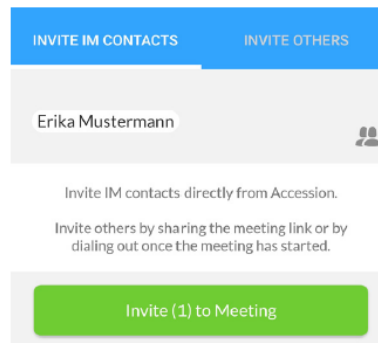 INVITE IM CONTACTS
INVITE OTHERS
Erika Mustermann
Invite IM contacts directly from Accession.
Invite others by sharing the meeting link or by
dialing out once the meeting has started.
Invite (1) to Meeting